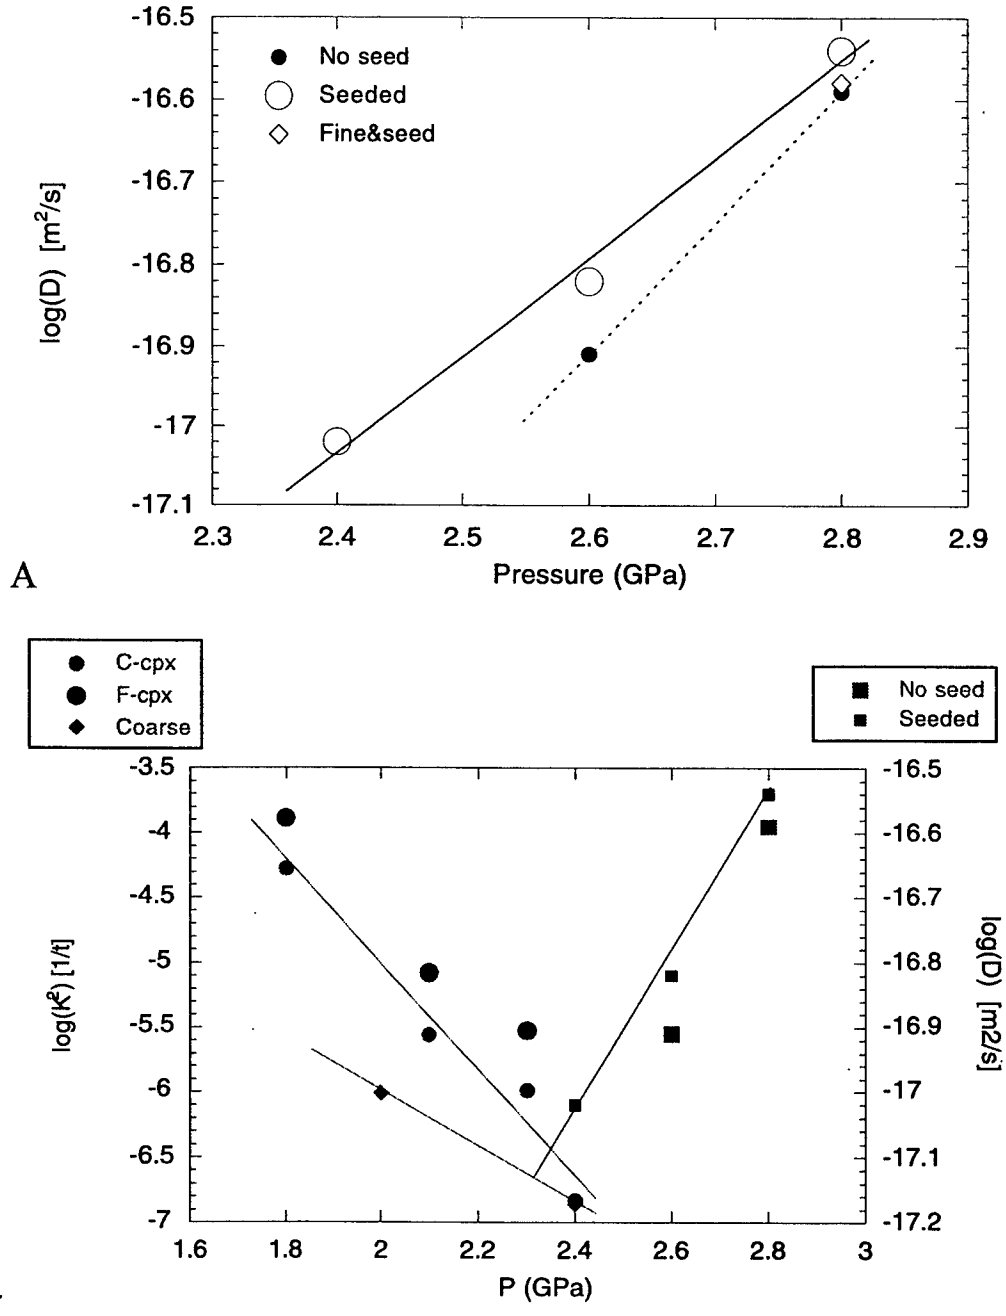 -16.5
-16.6
-16.7
-16.8
-16.9
-17
-17.1
log(D) [m²/s]
No seed
Seeded
Fine&seed
2.3 2.4 2.5 2.6 2.7 2.8 2.9
Pressure (GPa)
A
C-cpx
F-cpx
Coarse
No seed
Seeded
-3.5
-4
-4.5
-5
-5.5
-6
-6.5
-7
log(K²) [1/t]
-16.5
-16.6
-16.7
-16.8
-16.9
-17
-17.1
-17.2
log(D) [m2/s]
1.6 1.8 2 2.2 2.4 2.6 2.8 3
P (GPa)